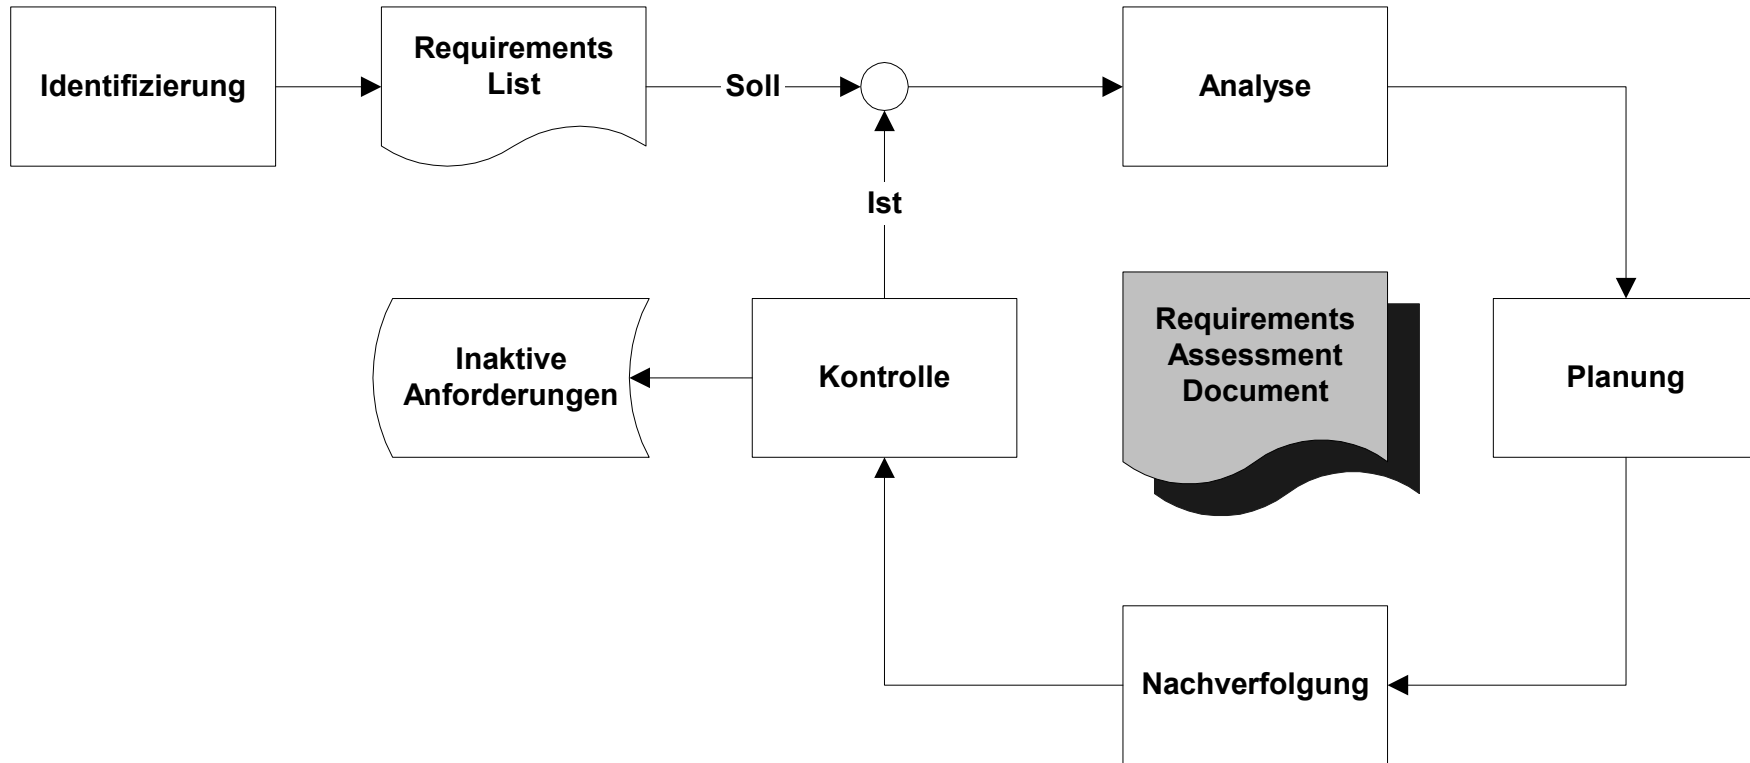 Identifizierung
Requirements
List
Soll
Analyse
Ist
Inaktive
Anforderungen
Kontrolle
Requirements
Assessment
Document
Planung
Nachverfolgung